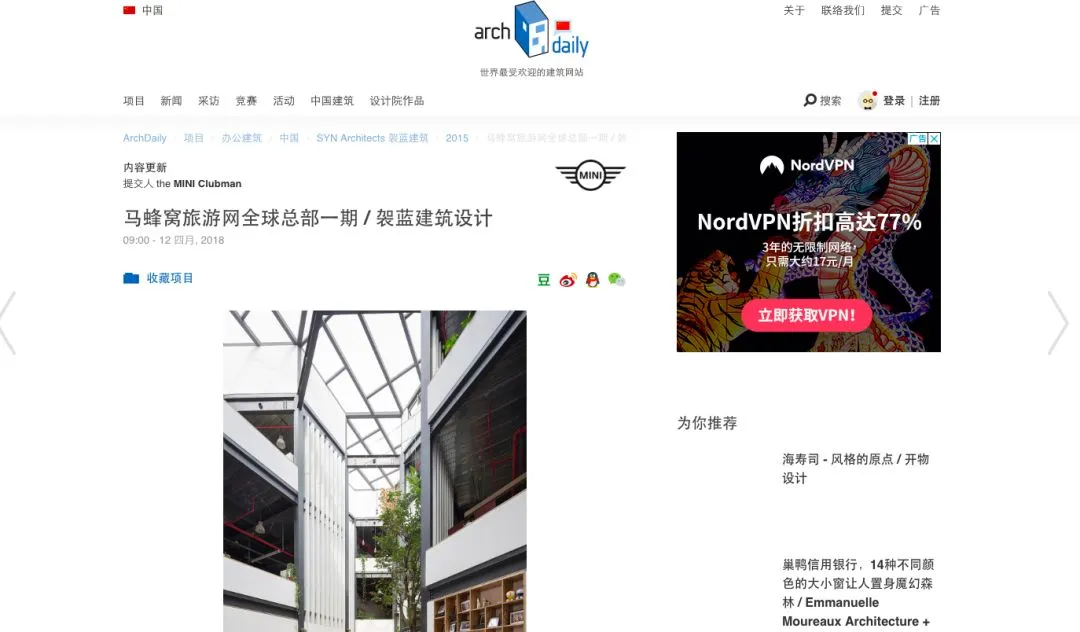 中国
关于 联络我们 提交 广告
arch daily
世界最受欢迎的建筑网站
项目 新闻 采访 竞赛 活动 中国建筑 设计院作品
搜索 登录 | 注册
ArchDaily 项目 办公建筑 中国 SYN Architects 袈蓝建筑 2015 马蜂窝旅游网全球总部一期 / 袈
内容更新
提交人 the MINI Clubman
MINI
马蜂窝旅游网全球总部一期 / 袈蓝建筑设计
09:00 - 12 四月, 2018
收藏项目
豆
广告
NordVPN
NordVPN折扣高达77%
3年的无限制网络，
只需大约17元/月
立即获取VPN！
为你推荐
海寿司 - 风格的原点 / 开物
设计
巢鸭信用银行，14种不同颜
色的大小窗让人置身魔幻森
林 / Emmanuelle
Moureaux Architecture +